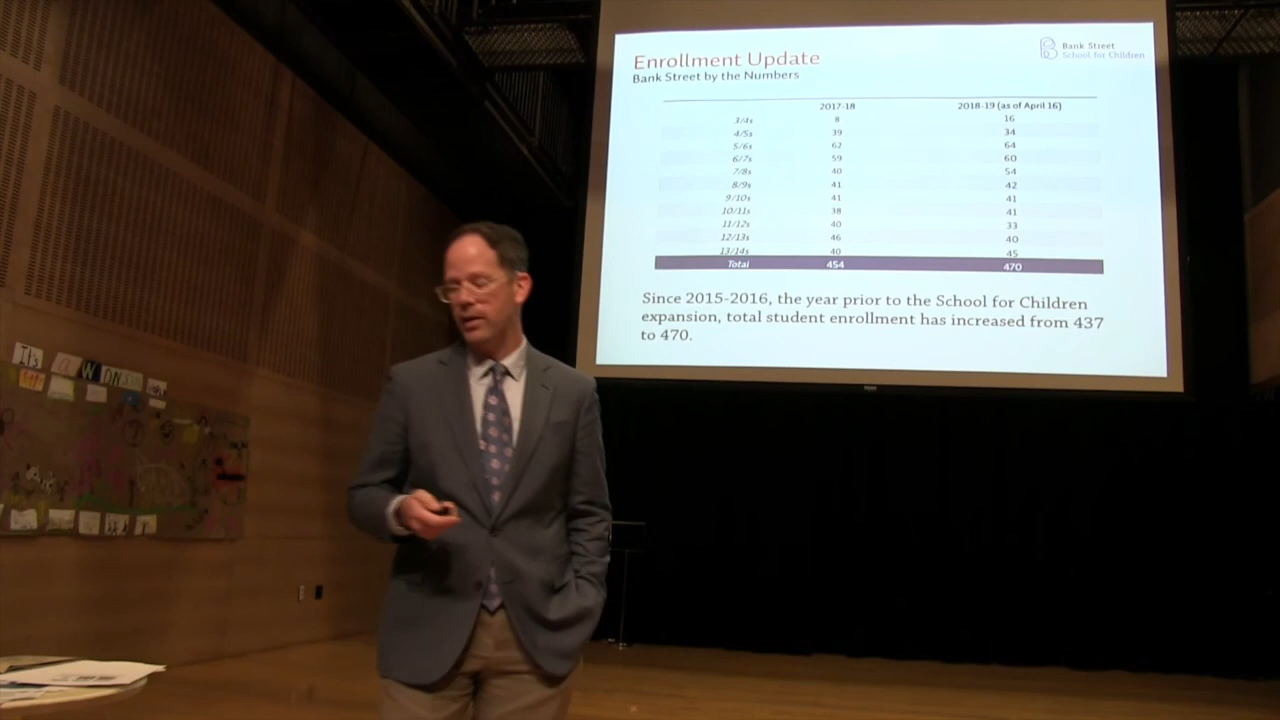 Enrollment Update
Bank Street by the Numbers
Bank Street
School for Children
2017-18 2018-19 (as of April 16)
3/4s 8 16
4/5s 39 34
5/6s 62 64
6/7s 59 60
7/8s 40 54
8/9s 41 42
9/10s 41 41
10/11s 38 41
11/12s 40 33
12/13s 46 40
13/14s 40 45
Total 454 470
Since 2015-2016, the year prior to the School for Children
expansion, total student enrollment has increased from 437
to 470.
It's
a